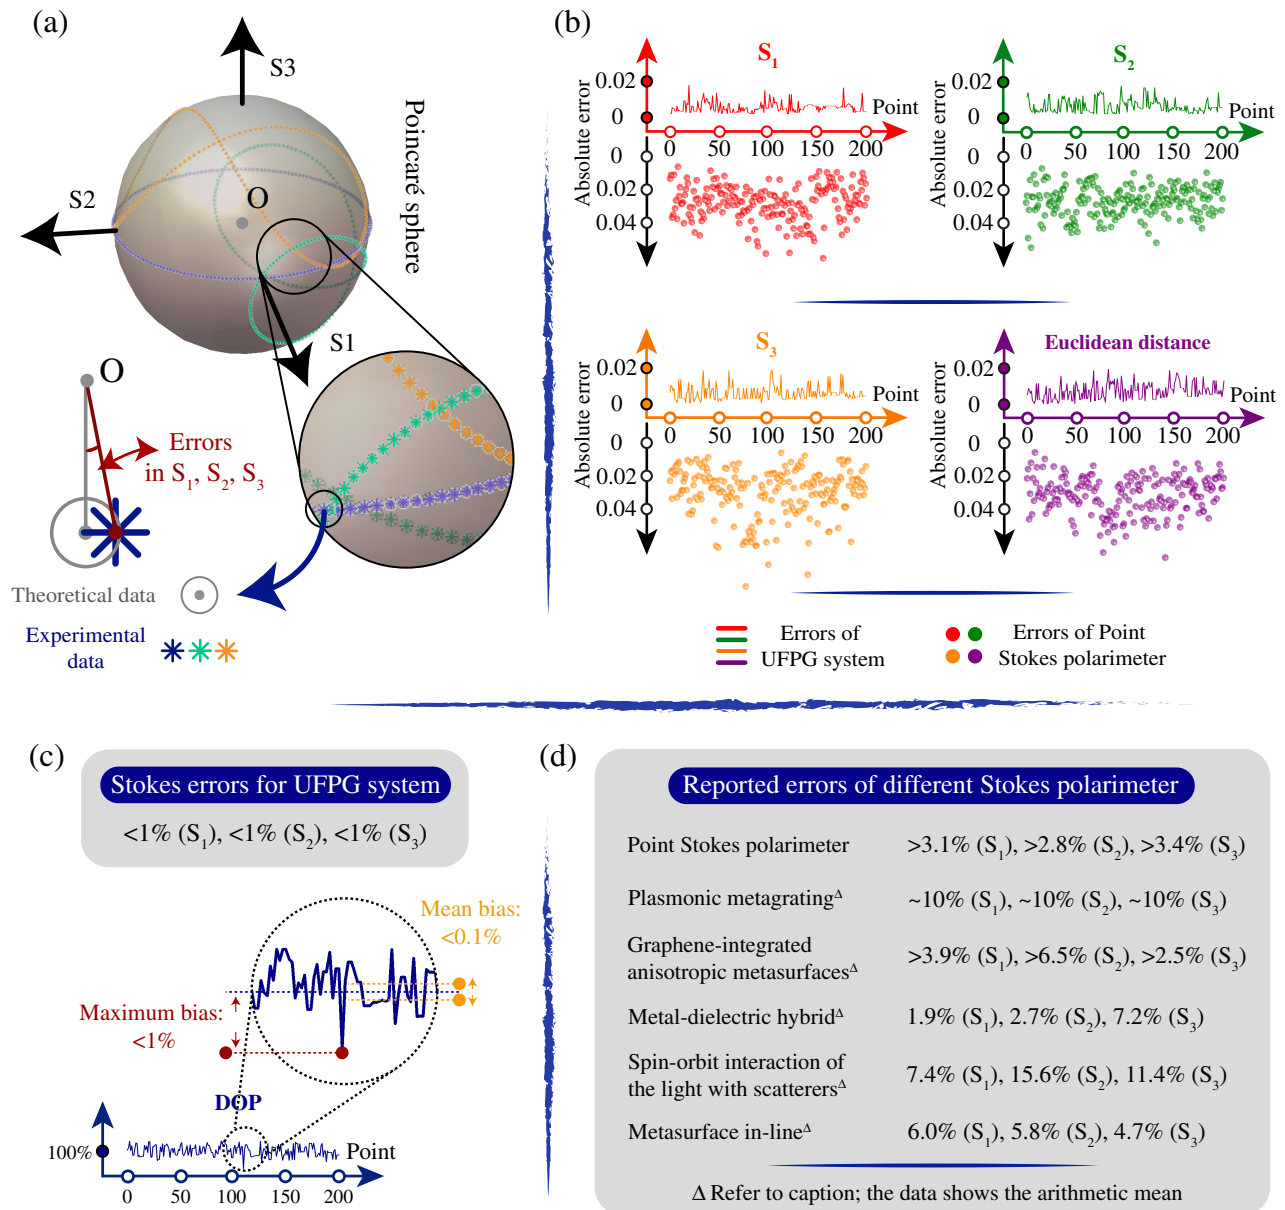 (a)
S3
Poincaré sphere
S2
O
S1
O
Errors
in S₁, S₂, S₃
Theoretical data
Experimental
data
(b)
S₁
Absolute error
0.02
0
Point
0 50 100 150 200
0
0.02
0.04
S₂
Absolute error
0.02
0
Point
0 50 100 150 200
0
0.02
0.04
S₃
Absolute error
0.02
0
Point
0 50 100 150 200
0
0.02
0.04
Euclidean distance
Absolute error
0.02
0
Point
0 50 100 150 200
0
0.02
0.04
Errors of
UFPG system
Errors of Point
Stokes polarimeter
(c)
Stokes errors for UFPG system
<1% (S₁), <1% (S₂), <1% (S₃)
Mean bias:
<0.1%
Maximum bias:
<1%
DOP
100%
Point
0 50 100 150 200
(d)
Reported errors of different Stokes polarimeter
Point Stokes polarimeter >3.1% (S₁), >2.8% (S₂), >3.4% (S₃)
Plasmonic metagratingᐃ ~10% (S₁), ~10% (S₂), ~10% (S₃)
Graphene-integrated
anisotropic metasurfacesᐃ >3.9% (S₁), >6.5% (S₂), >2.5% (S₃)
Metal-dielectric hybridᐃ 1.9% (S₁), 2.7% (S₂), 7.2% (S₃)
Spin-orbit interaction of
the light with scatterersᐃ 7.4% (S₁), 15.6% (S₂), 11.4% (S₃)
Metasurface in-lineᐃ 6.0% (S₁), 5.8% (S₂), 4.7% (S₃)
Δ Refer to caption; the data shows the arithmetic mean